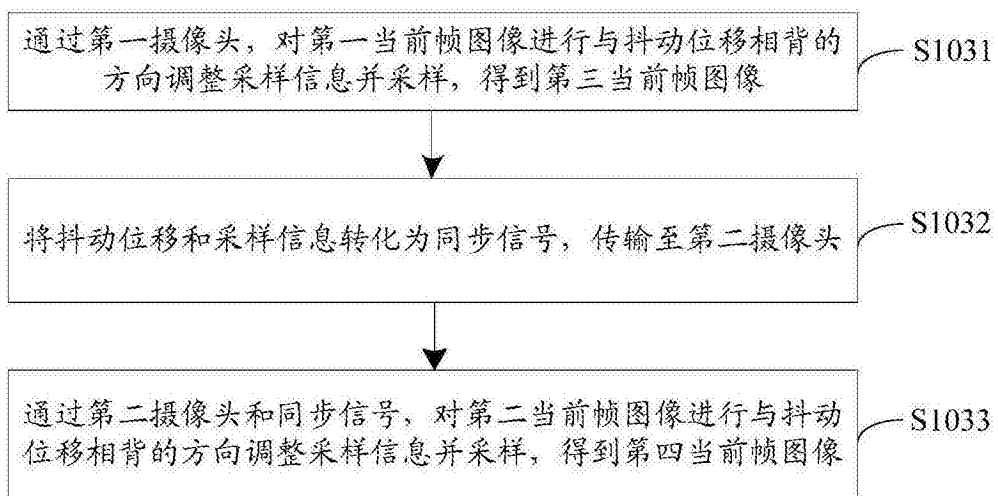 通过第一摄像头，对第一当前帧图像进行与抖动位移相背的
方向调整采样信息并采样，得到第三当前帧图像
S1031
将抖动位移和采样信息转化为同步信号，传输至第二摄像头
S1032
通过第二摄像头和同步信号，对第二当前帧图像进行与抖动
位移相背的方向调整采样信息并采样，得到第四当前帧图像
S1033